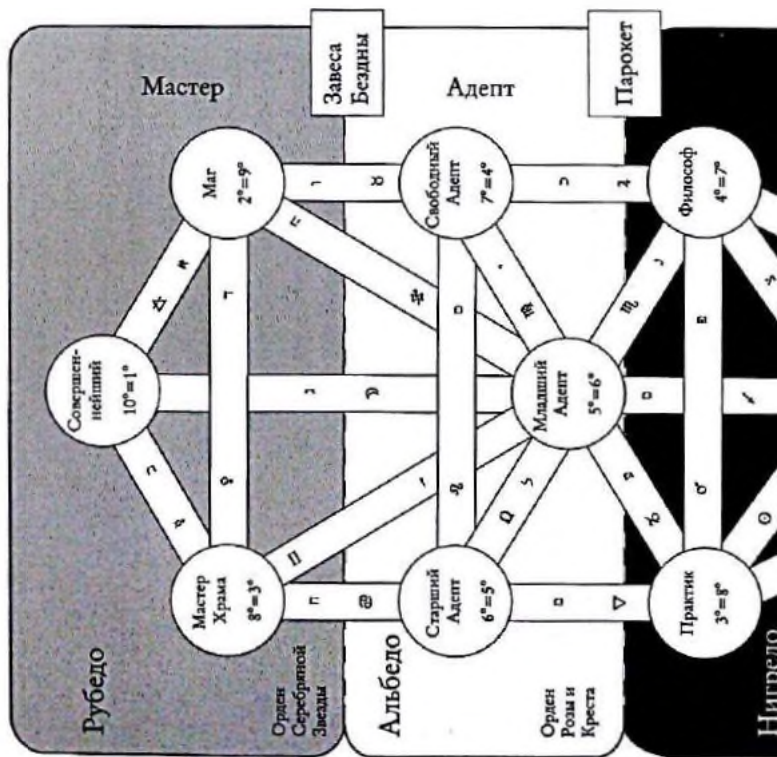 Мастер
Завеса
Бездны
Адепт
Парокет
Совершен-
нейший
10°=1°
Маг
2°=9°
Мастер
Храма
8°=3°
Рубедо
Орден
Серебряной
Звезды
Свободный
Адепт
7°=4°
Младший
Адепт
5°=6°
Старший
Адепт
6°=5°
Альбедо
Орден
Розы и
Креста
Философ
4°=7°
Практик
3°=8°
Нигредо